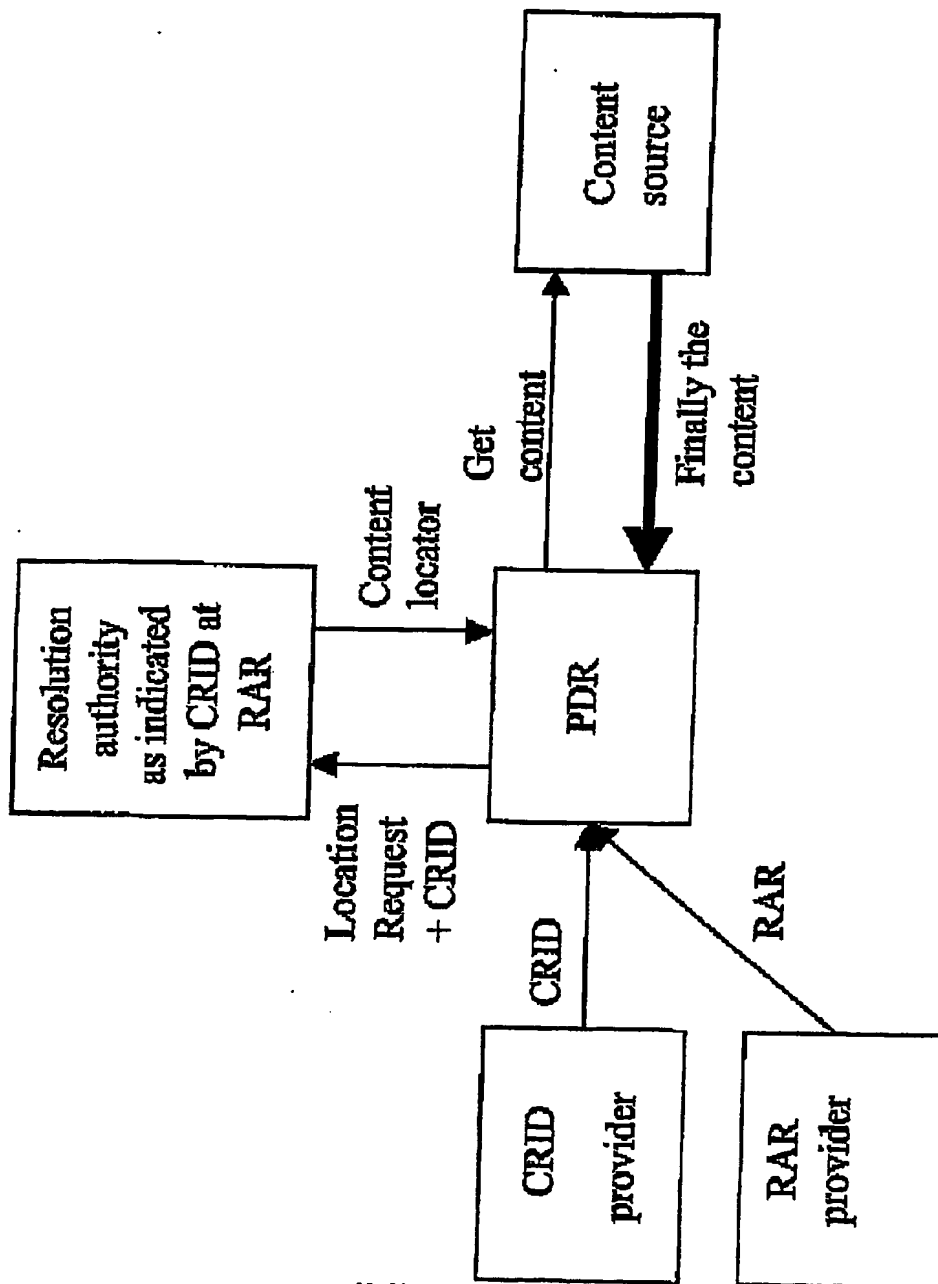 Resolution
authority
as indicated
by CRID at
RAR
Location
Request
+ CRID
Content
locator
CRID
provider
CRID
PDR
Get
content
Finally the
content
Content
source
RAR
provider
RAR